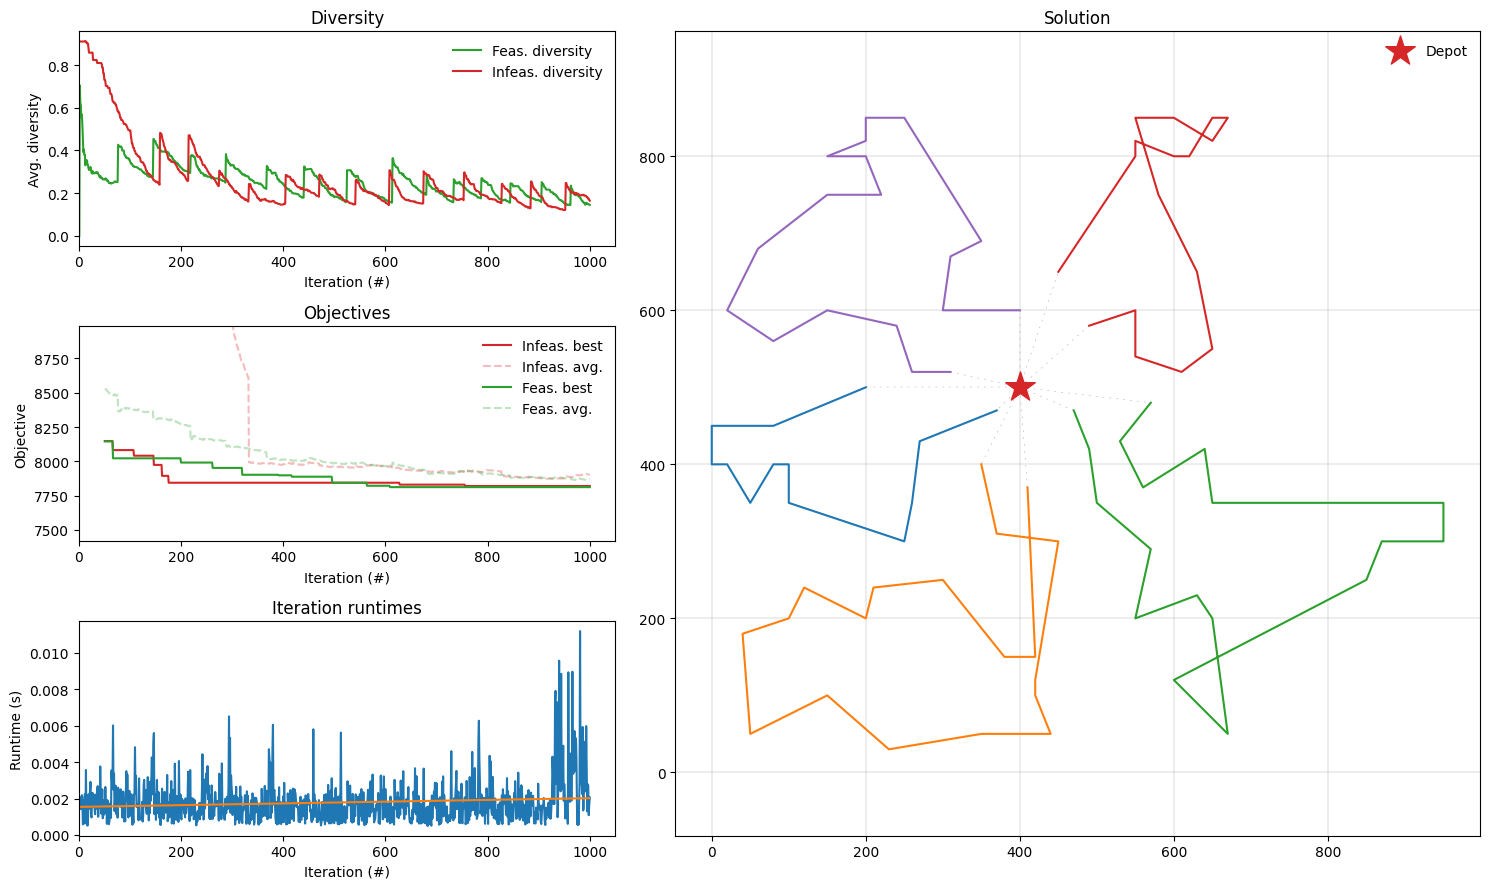 Diversity
Avg. diversity
0.8
0.6
0.4
0.2
0.0
Feas. diversity
Infeas. diversity
0 200 400 600 800 1000
Iteration (#)
Objectives
Objective
8750
8500
8250
8000
7750
7500
Infeas. best
Infeas. avg.
Feas. best
Feas. avg.
0 200 400 600 800 1000
Iteration (#)
Iteration runtimes
Runtime (s)
0.010
0.008
0.006
0.004
0.002
0.000
0 200 400 600 800 1000
Iteration (#)
Solution
Depot
800
600
400
200
0
0 200 400 600 800